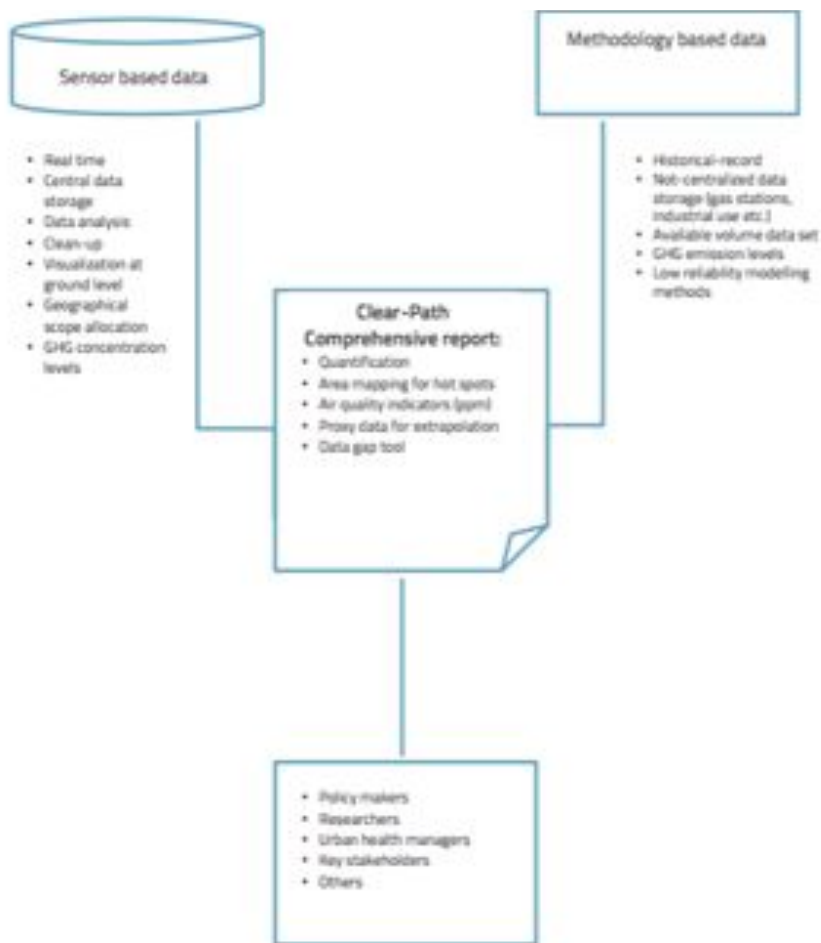 Sensor based data
• Real time
• Central data
storage
• Data analysis
• Clean-up
• Visualization at
ground level
• Geographical
scope allocation
• GHG concentration
levels
Methodology based data
• Historical-record
• Not-centralized data
storage (gas stations,
industrial use etc.)
• Available volume data set
• GHG emission levels
• Low reliability modelling
methods
Clear-Path
Comprehensive report:
• Quantification
• Area mapping for hot spots
• Air quality indicators (ppm)
• Proxy data for extrapolation
• Data gap tool
• Policy makers
• Researchers
• Urban health managers
• Key stakeholders
• Others